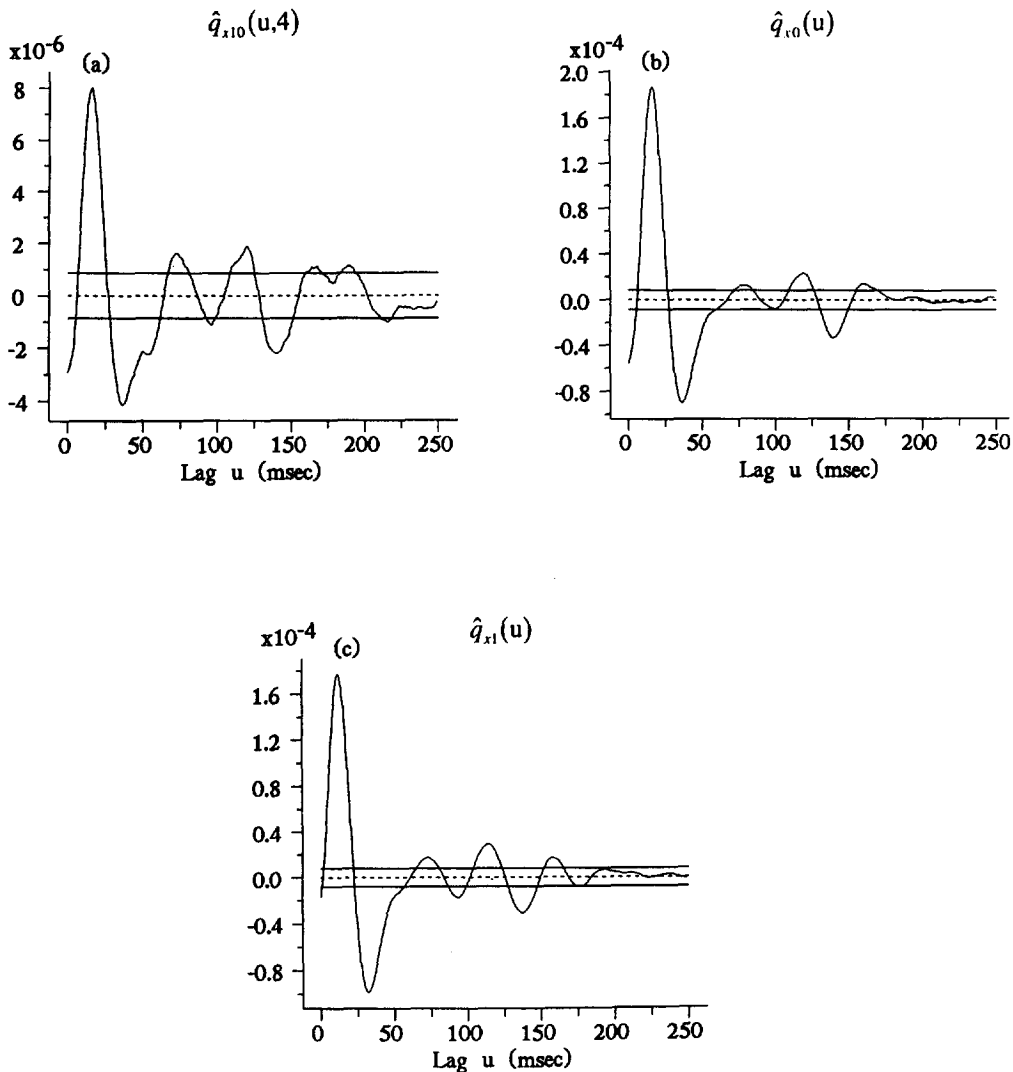 q̂ₓ₁₀(u,4)
x10⁻⁶
(a)
8
6
4
2
0
-2
-4
0 50 100 150 200 250
Lag u (msec)
q̂ₓ₀(u)
x10⁻⁴
(b)
2.0
1.6
1.2
0.8
0.4
0.0
-0.4
-0.8
0 50 100 150 200 250
Lag u (msec)
q̂ₓ₁(u)
x10⁻⁴
(c)
1.6
1.2
0.8
0.4
0.0
-0.4
-0.8
0 50 100 150 200 250
Lag u (msec)